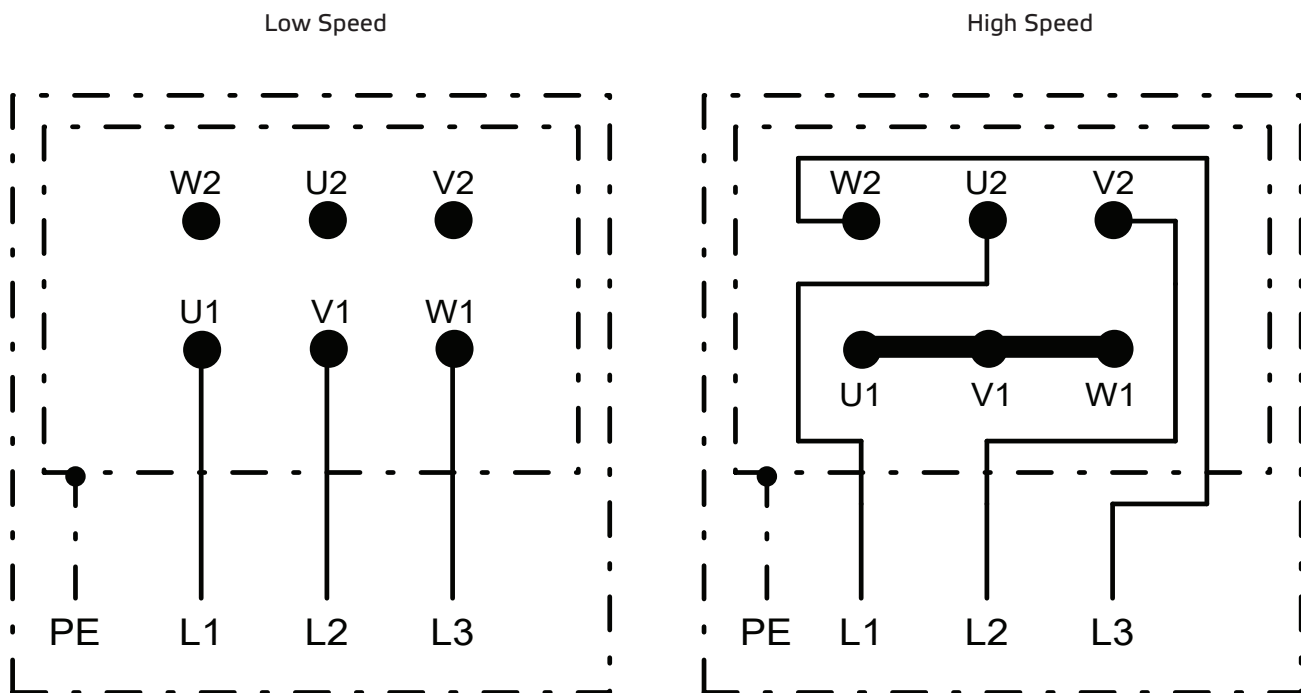 Low Speed
High Speed
W2 U2 V2
W2 U2 V2
U1 V1 W1
U1 V1 W1
PE L1 L2 L3
PE L1 L2 L3